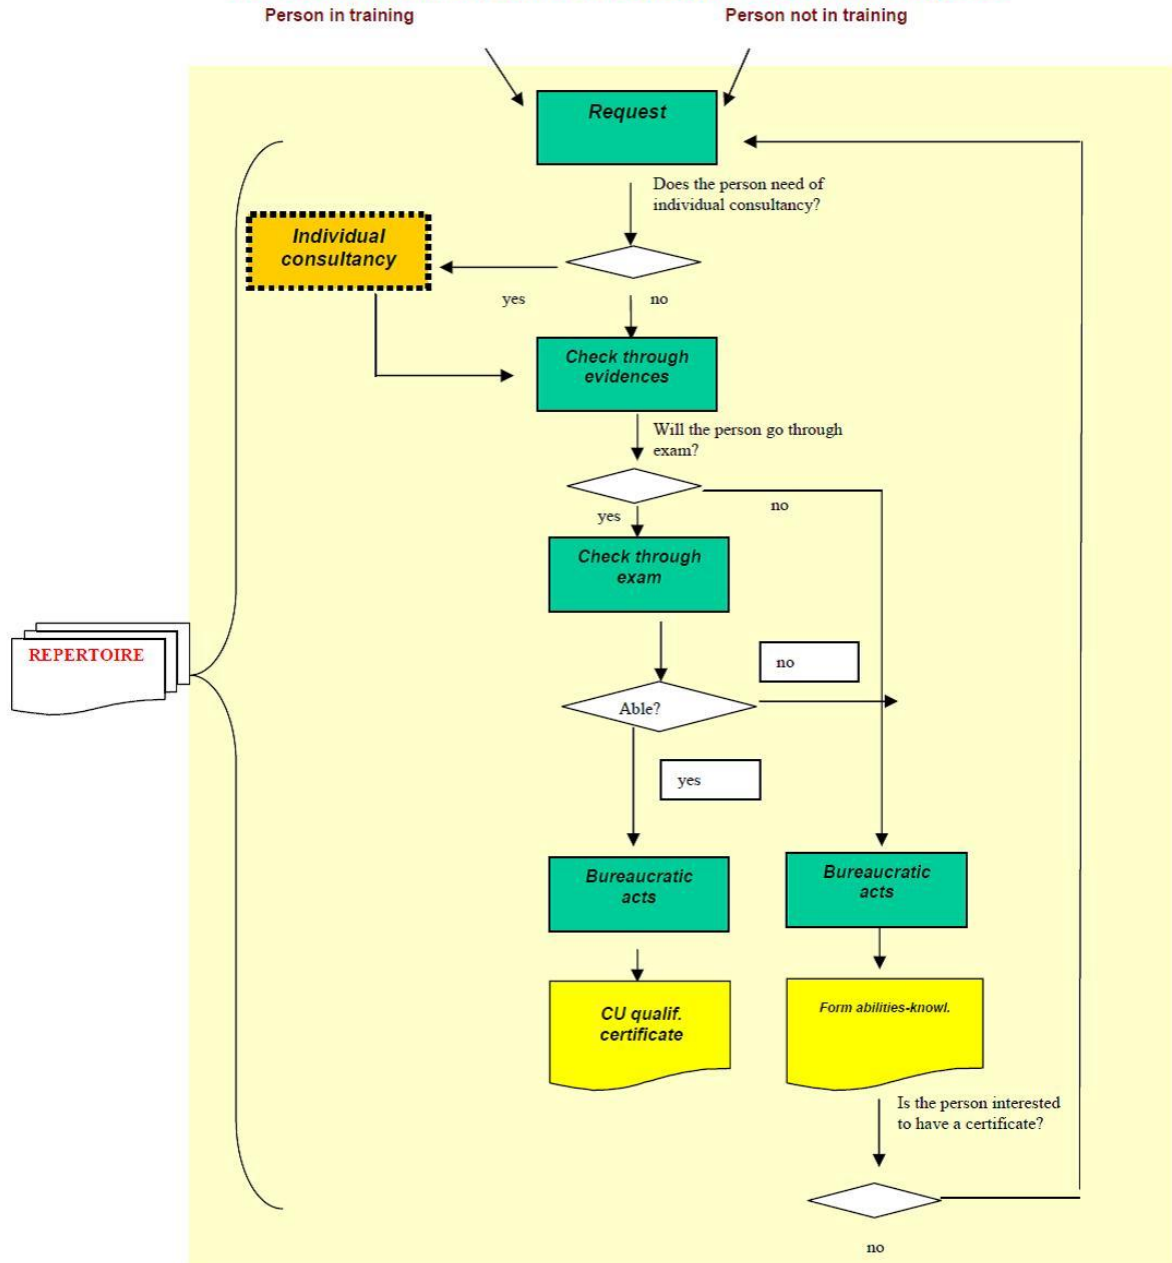 Person in training
Person not in training
Request
Does the person need of
individual consultancy?
Individual
consultancy
yes
no
Check through
evidences
Will the person go through
exam?
no
yes
Check through
exam
REPERTOIRE
no
Able?
yes
Bureaucratic
acts
Bureaucratic
acts
CU qualif.
certificate
Form abilities-knowl.
Is the person interested
to have a certificate?
no